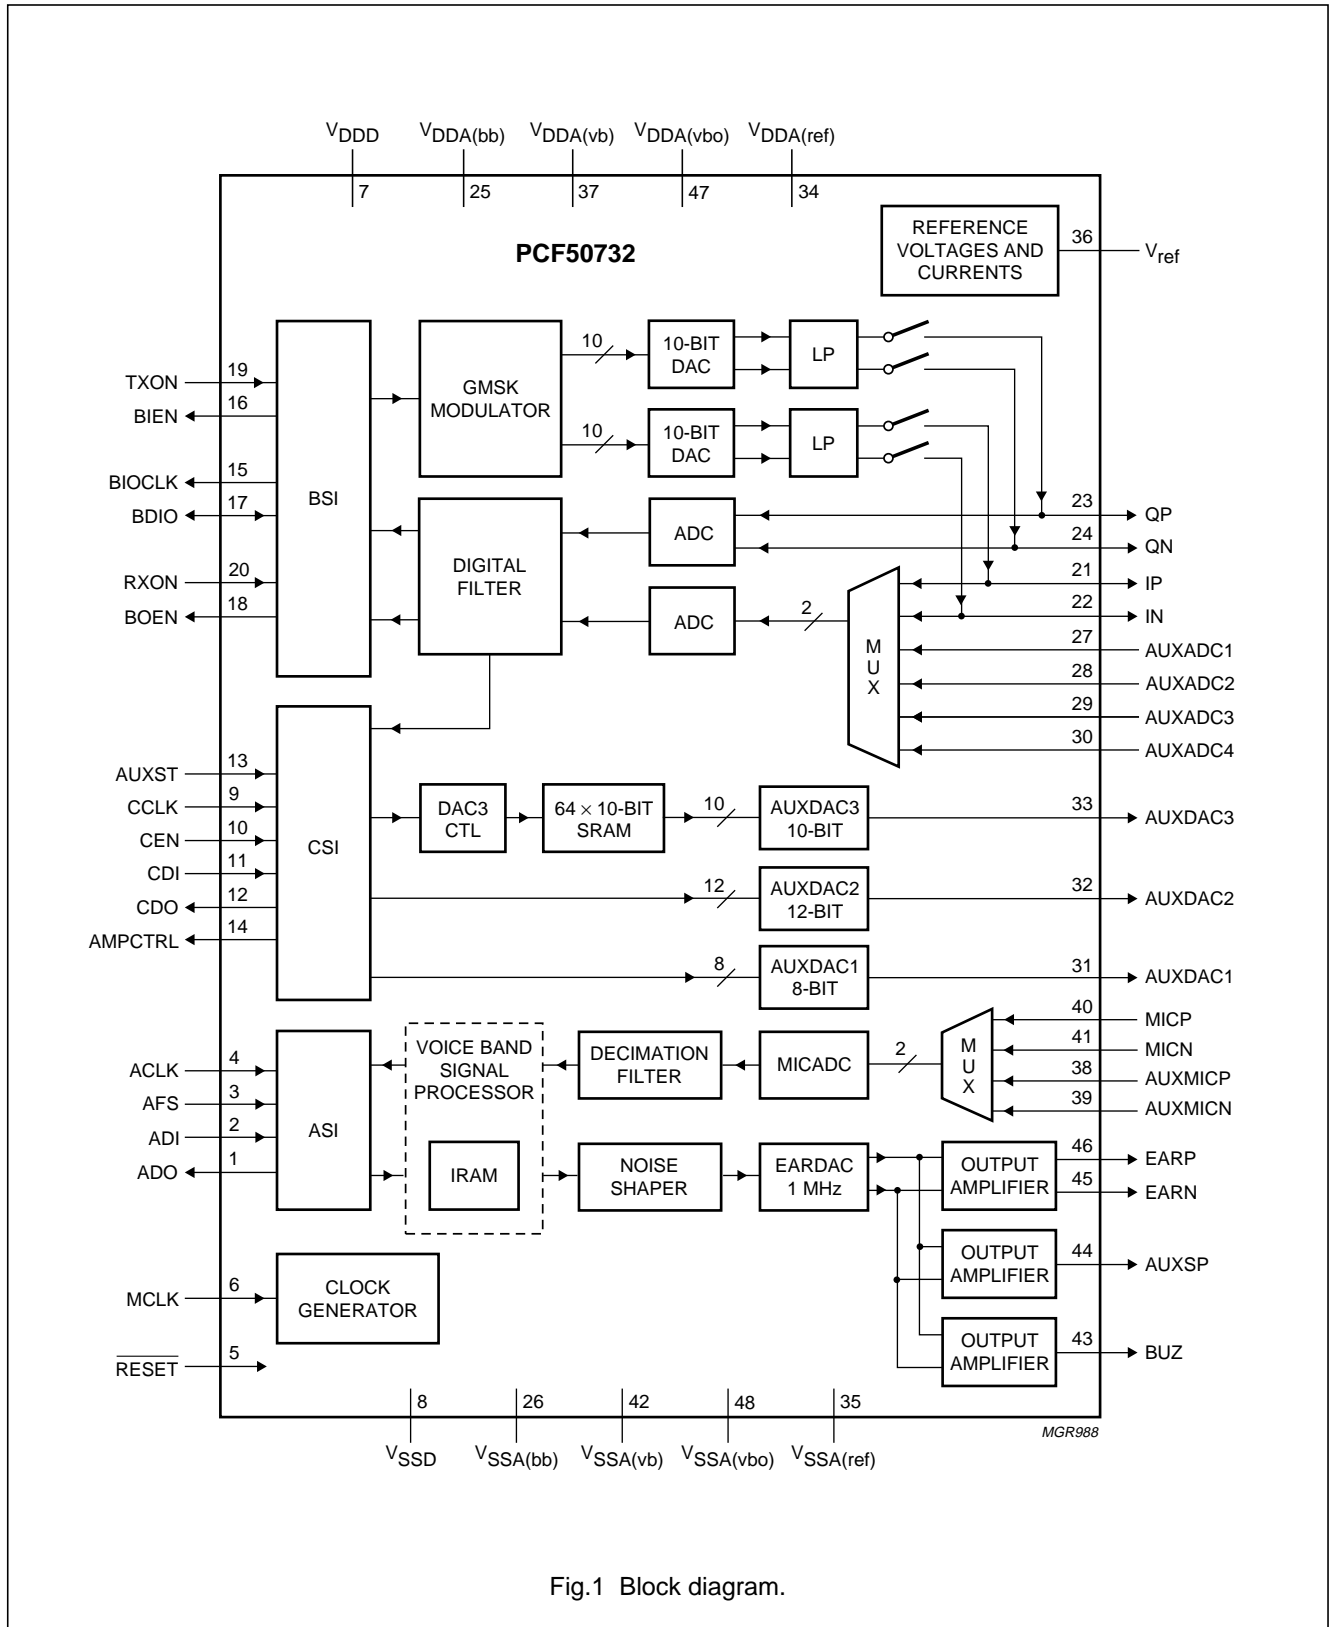 VDDD VDDA(bb) VDDA(vb) VDDA(vbo) VDDA(ref)
7 25 37 47 34
PCF50732
REFERENCE
VOLTAGES AND
CURRENTS
36
Vref
TXON 19
BIEN 16
BIOCLK 15
BDIO 17
RXON 20
BOEN 18
BSI
GMSK
MODULATOR
10
10-BIT
DAC
LP
10
10-BIT
DAC
LP
DIGITAL
FILTER
ADC
ADC
2
M
U
X
23 QP
24 QN
21 IP
22 IN
27 AUXADC1
28 AUXADC2
29 AUXADC3
30 AUXADC4
AUXST 13
CCLK 9
CEN 10
CDI 11
CDO 12
AMPCTRL 14
CSI
DAC3
CTL
64 × 10-BIT
SRAM
10
AUXDAC3
10-BIT
33 AUXDAC3
12
AUXDAC2
12-BIT
32 AUXDAC2
8
AUXDAC1
8-BIT
31 AUXDAC1
ACLK 4
AFS 3
ADI 2
ADO 1
ASI
VOICE BAND
SIGNAL
PROCESSOR
IRAM
DECIMATION
FILTER
MICADC
2
M
U
X
40 MICP
41 MICN
38 AUXMICP
39 AUXMICN
NOISE
SHAPER
EARDAC
1 MHz
OUTPUT
AMPLIFIER
46 EARP
45 EARN
OUTPUT
AMPLIFIER
44 AUXSP
OUTPUT
AMPLIFIER
43 BUZ
MCLK 6
CLOCK
GENERATOR
RESET 5
8 26 42 48 35
VSSD VSSA(bb) VSSA(vb) VSSA(vbo) VSSA(ref)
MGR988
Fig.1 Block diagram.